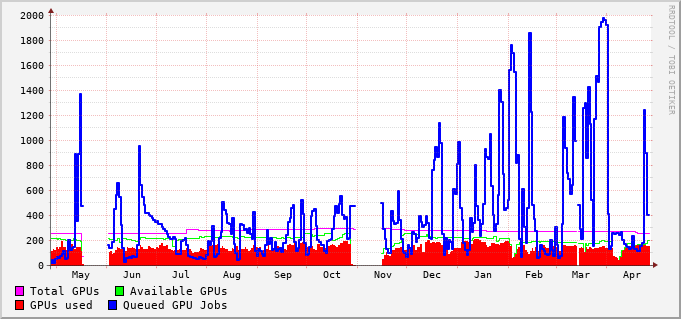 2000
1800
1600
1400
1200
1000
800
600
400
200
0
May Jun Jul Aug Sep Oct Nov Dec Jan Feb Mar Apr
Total GPUs Available GPUs
GPUs used Queued GPU Jobs
RRDTOOL / TOBI OETIKER